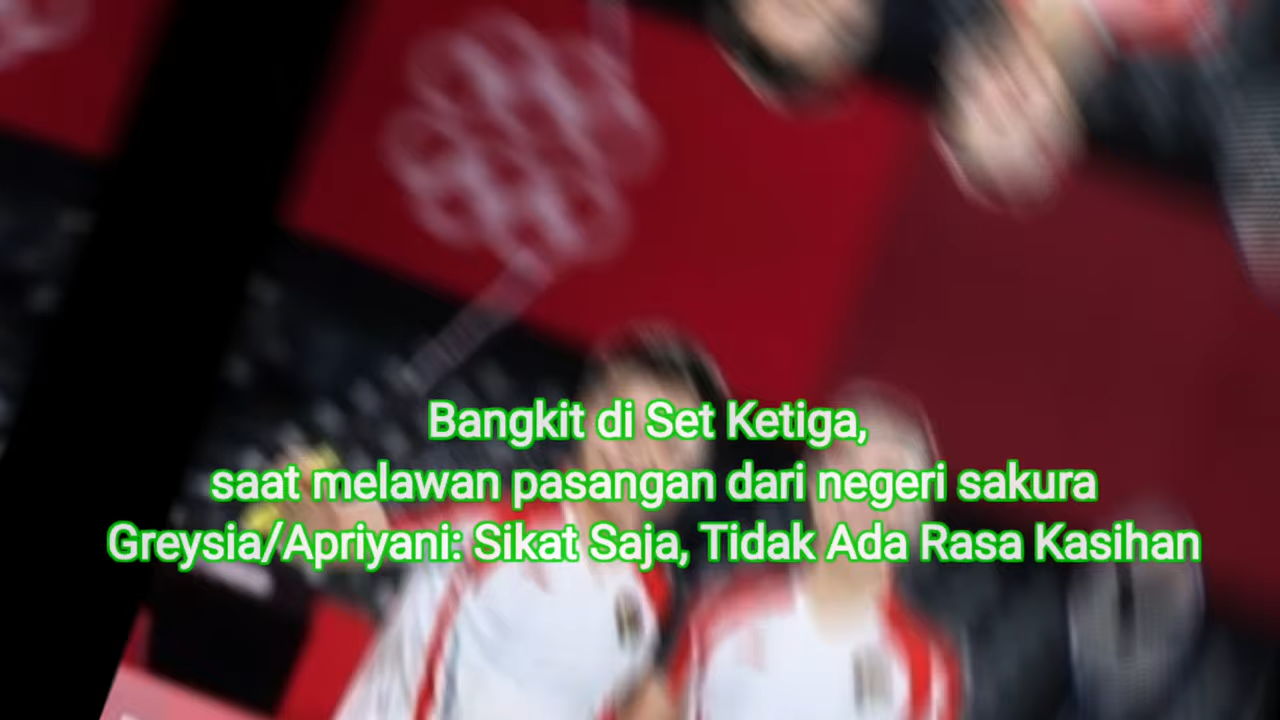 Bangkit di Set Ketiga,
saat melawan pasangan dari negeri sakura
Greysia/Apriyani: Sikat Saja, Tidak Ada Rasa Kasihan